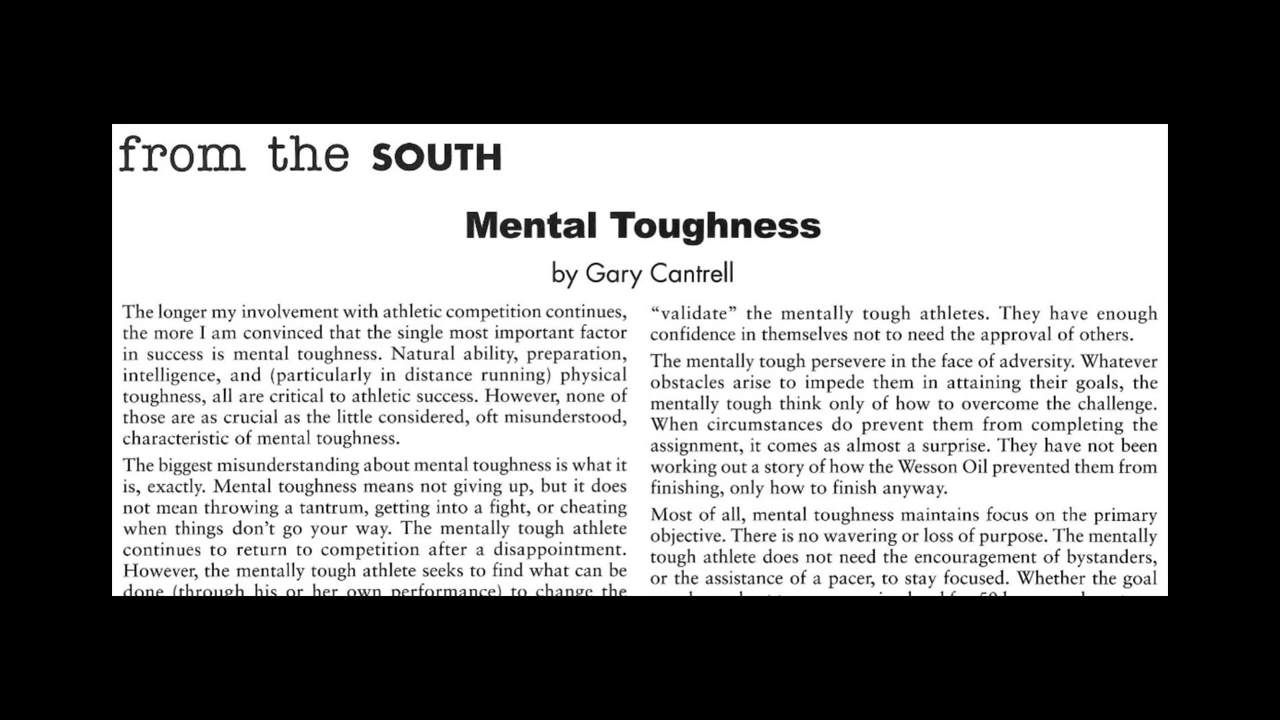 from the SOUTH
Mental Toughness
by Gary Cantrell
The longer my involvement with athletic competition continues,
the more I am convinced that the single most important factor
in success is mental toughness. Natural ability, preparation,
intelligence, and (particularly in distance running) physical
toughness, all are critical to athletic success. However, none of
those are as crucial as the little considered, oft misunderstood,
characteristic of mental toughness.
The biggest misunderstanding about mental toughness is what it
is, exactly. Mental toughness means not giving up, but it does
not mean throwing a tantrum, getting into a fight, or cheating
when things don't go your way. The mentally tough athlete
continues to return to competition after a disappointment.
However, the mentally tough athlete seeks to find what can be
done (through his or her own performance) to change the
"validate" the mentally tough athletes. They have enough
confidence in themselves not to need the approval of others.
The mentally tough persevere in the face of adversity. Whatever
obstacles arise to impede them in attaining their goals, the
mentally tough think only of how to overcome the challenge.
When circumstances do prevent them from completing the
assignment, it comes as almost a surprise. They have not been
working out a story of how the Wesson Oil prevented them from
finishing, only how to finish anyway.
Most of all, mental toughness maintains focus on the primary
objective. There is no wavering or loss of purpose. The mentally
tough athlete does not need the encouragement of bystanders,
or the assistance of a pacer, to stay focused. Whether the goal